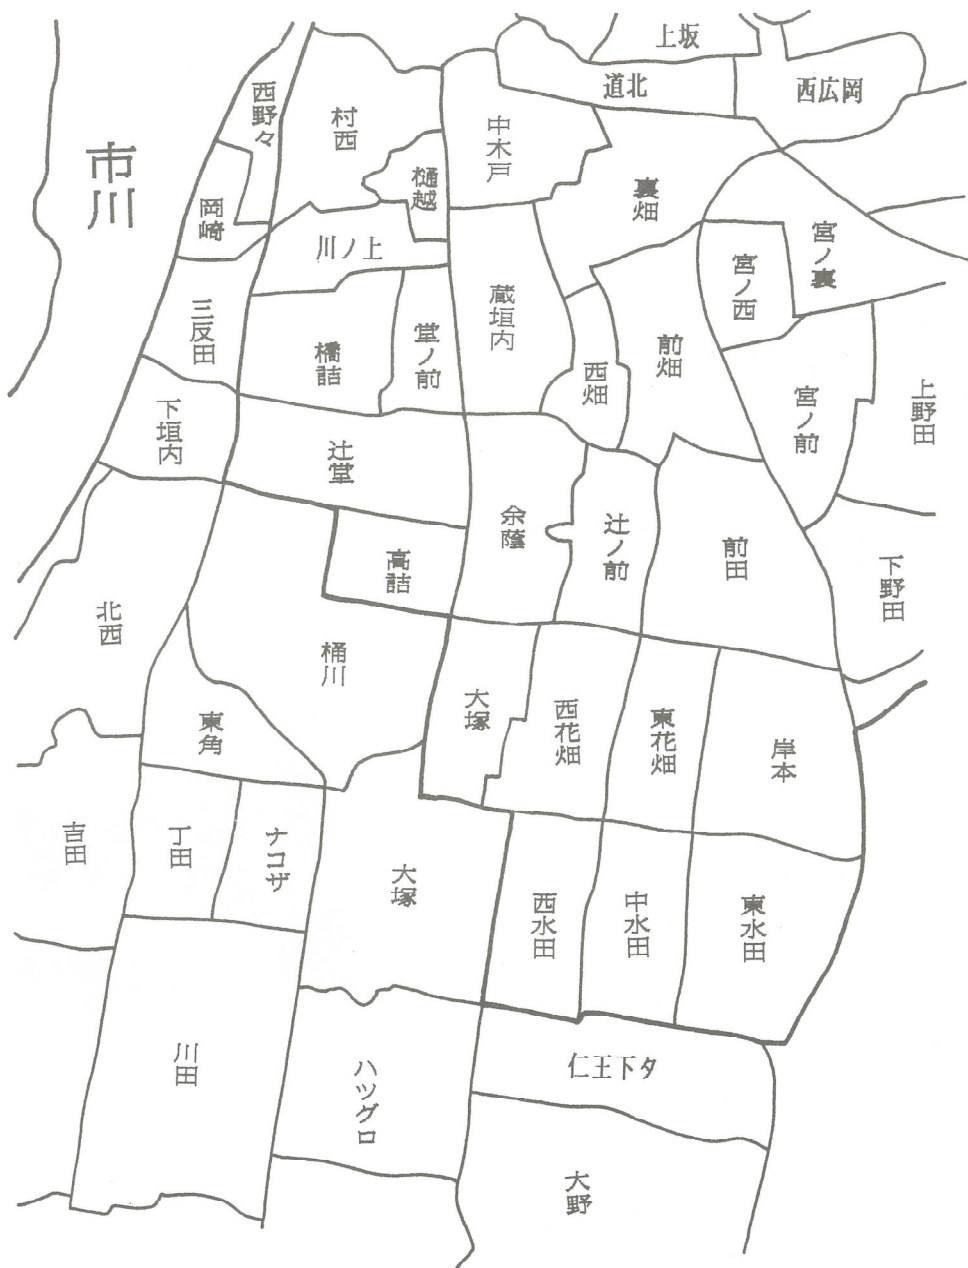 上坂
道北
西広岡
西野々
村西
中木戸
市川
樋越
裏畑
岡崎
川ノ上
宮ノ西
宮ノ裏
三反田
蔵垣内
橋詰
堂ノ前
西畑
前畑
宮ノ前
上野田
下垣内
辻堂
余蔭
辻ノ前
前田
高詰
下野田
北西
桶川
大塚
西花畑
東花畑
岸本
東角
吉田
丁田
ナコザ
大塚
西水田
中水田
東水田
川田
ハツグロ
仁王下タ
大野